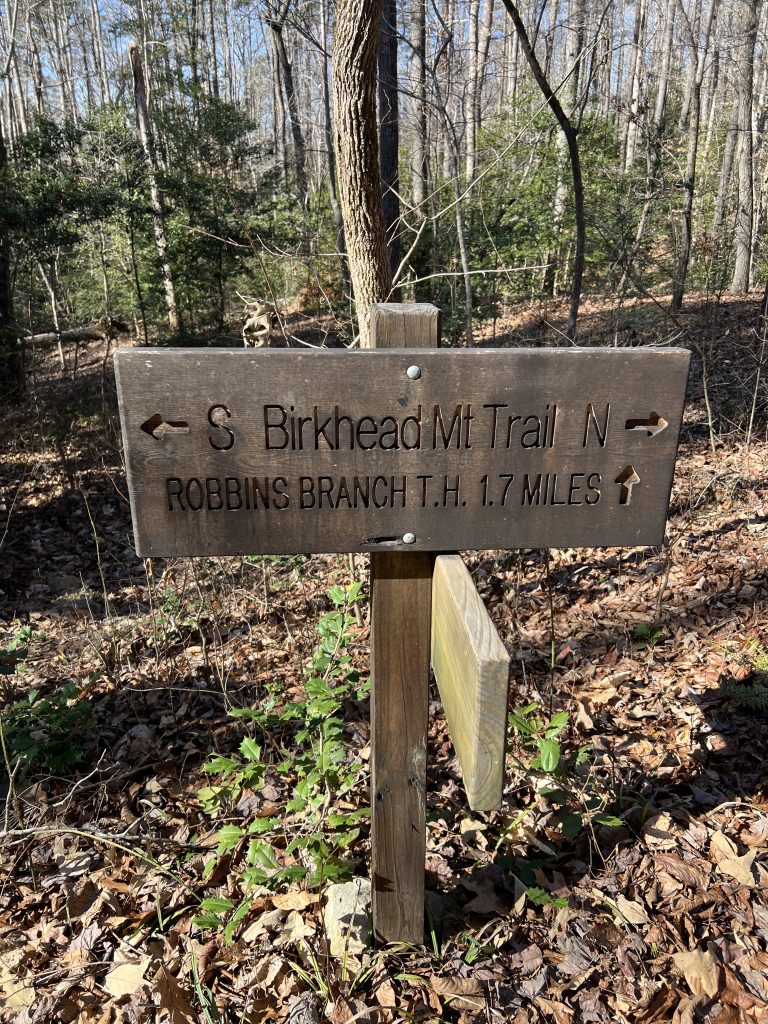 ← S Birkhead Mt Trail N →
ROBBINS BRANCH T.H. 1.7 MILES ↑